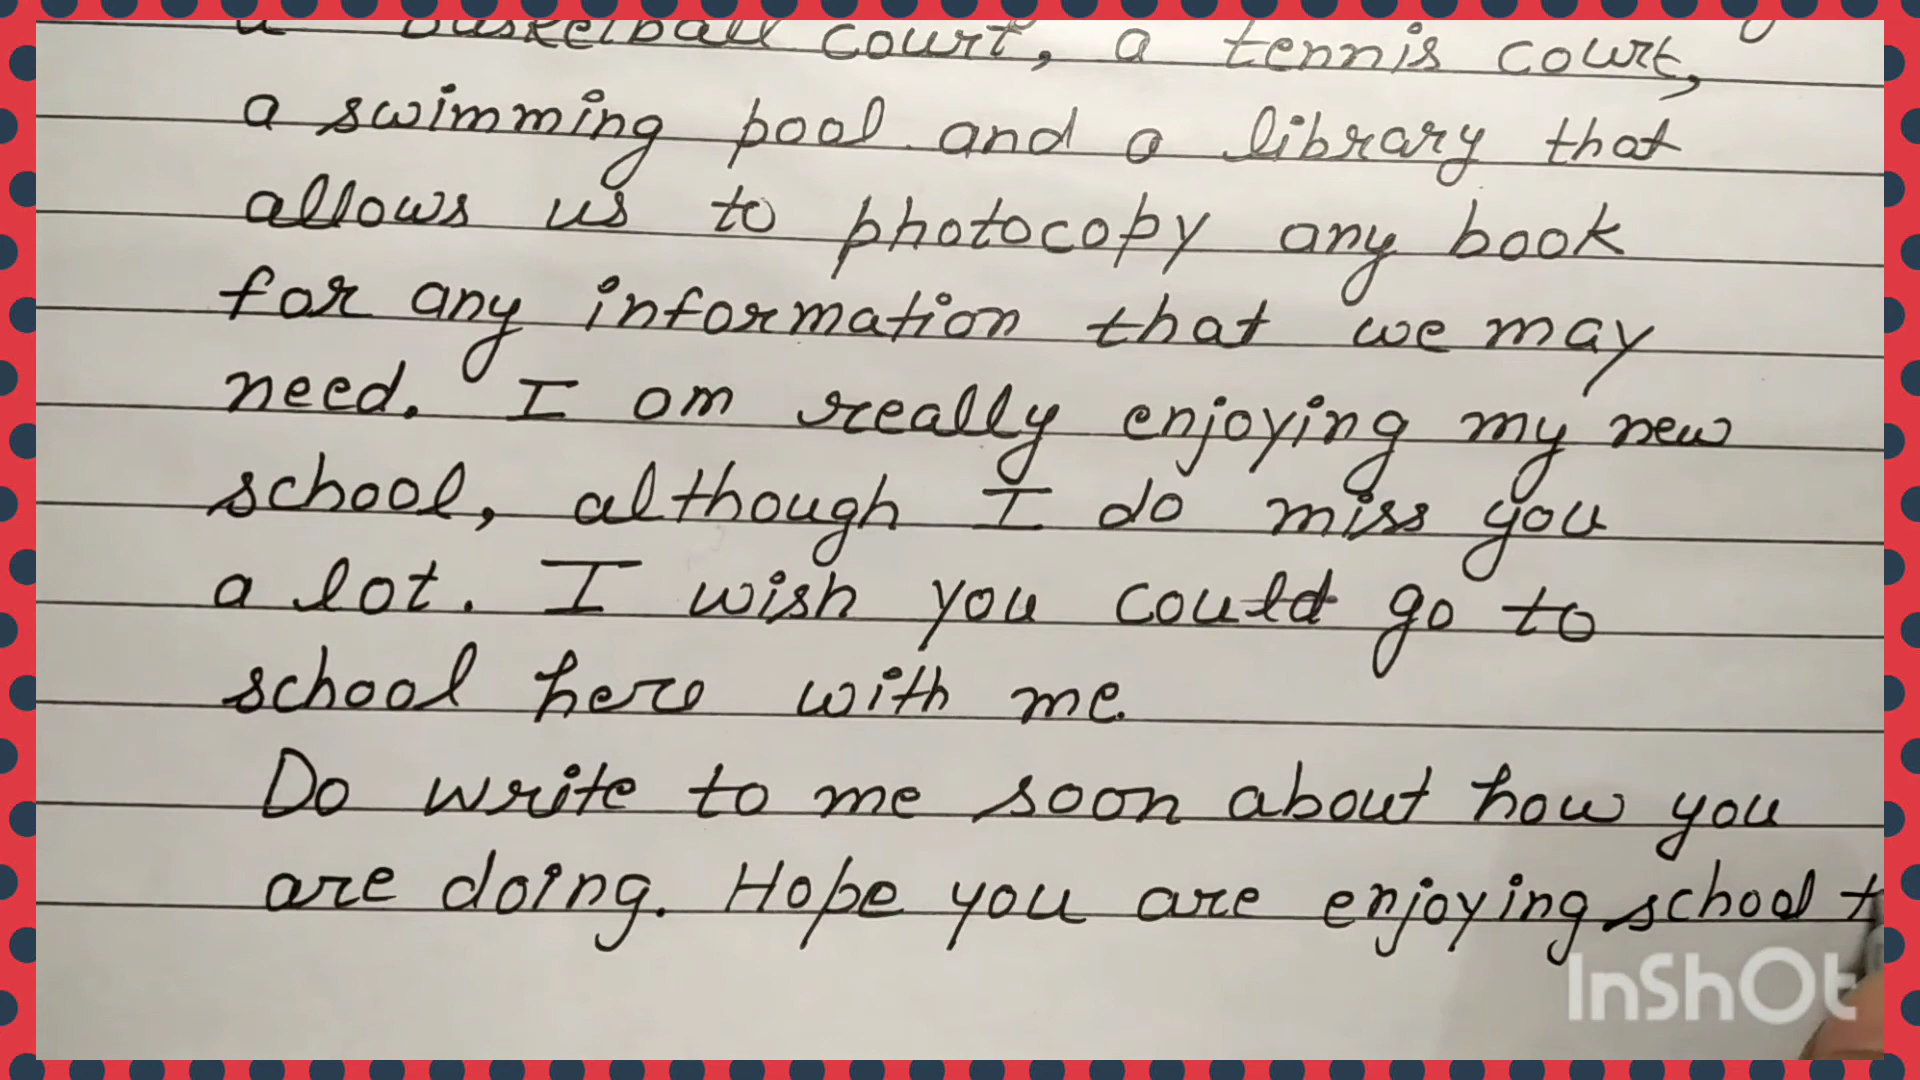 a basketball court, a tennis court,
a swimming pool and a library that
allows us to photocopy any book
for any information that we may
need. I am really enjoying my new
school, although I do miss you
a lot. I wish you could go to
school here with me.
Do write to me soon about how you
are doing. Hope you are enjoying school t
InShOt